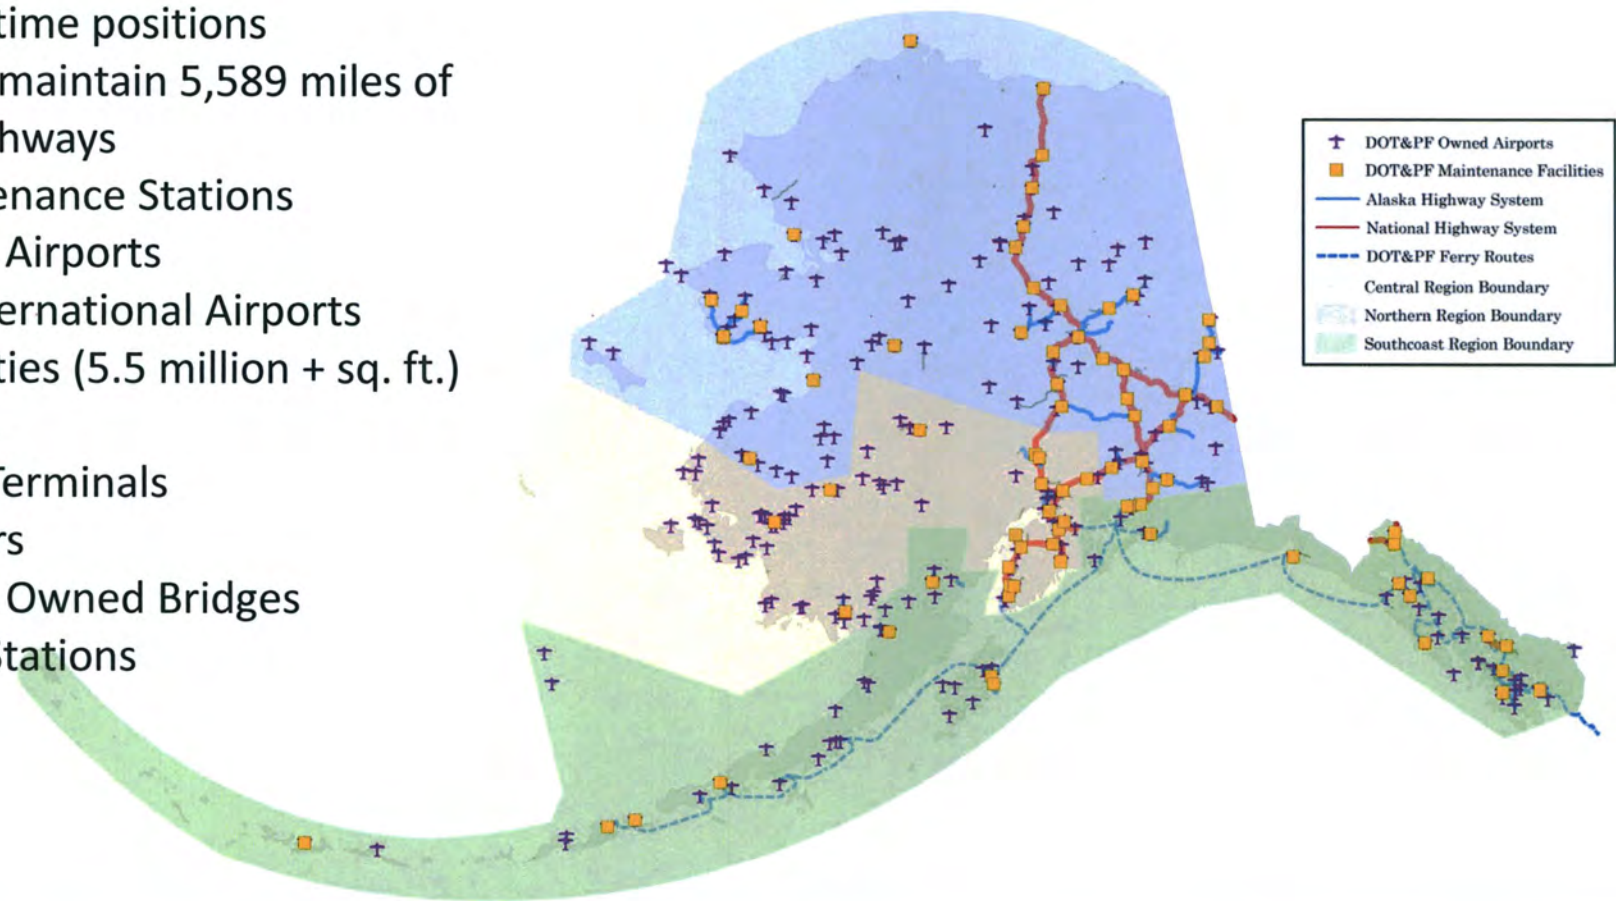 time positions
maintain 5,589 miles of
hways
enance Stations
Airports
ernational Airports
ties (5.5 million + sq. ft.)
Terminals
rs
Owned Bridges
Stations
DOT&PF Owned Airports
DOT&PF Maintenance Facilities
Alaska Highway System
National Highway System
DOT&PF Ferry Routes
Central Region Boundary
Northern Region Boundary
Southcoast Region Boundary